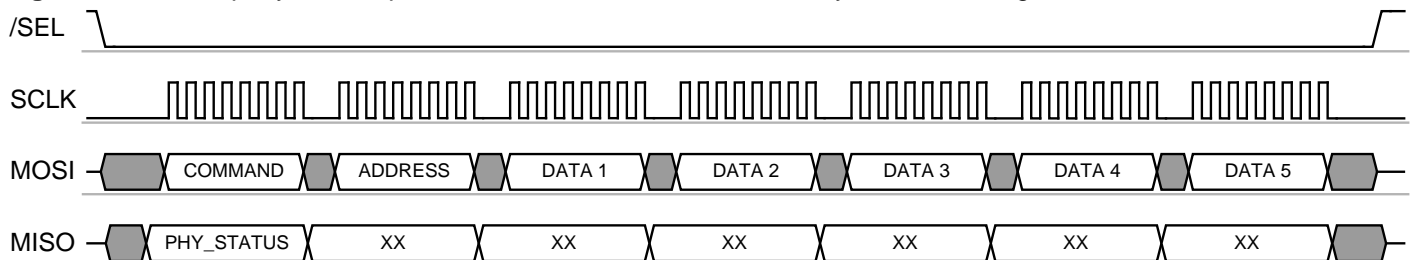 /SEL
SCLK
MOSI COMMAND ADDRESS DATA 1 DATA 2 DATA 3 DATA 4 DATA 5
MISO PHY_STATUS XX XX XX XX XX XX